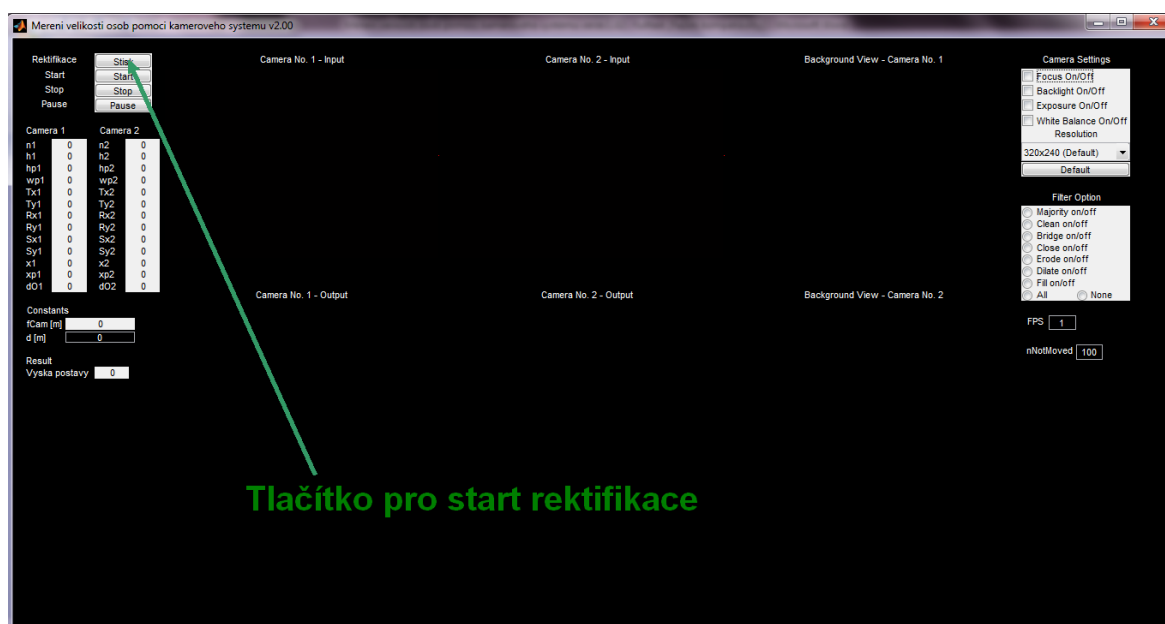 Mereni velikosti osob pomoci kameroveho systemu v2.00
Rektifikace
Stisk
Start
Start
Stop
Stop
Pause
Pause
Camera 1
Camera 2
n1 0 n2 0
h1 0 h2 0
hp1 0 hp2 0
wp1 0 wp2 0
Tx1 0 Tx2 0
Ty1 0 Ty2 0
Rx1 0 Rx2 0
Ry1 0 Ry2 0
Sx1 0 Sx2 0
Sy1 0 Sy2 0
x1 0 x2 0
xp1 0 xp2 0
dO1 0 dO2 0
Constants
fCam [m] 0
d [m] 0
Result
Vyska postavy 0
Camera No. 1 - Input
Camera No. 2 - Input
Background View - Camera No. 1
Camera No. 1 - Output
Camera No. 2 - Output
Background View - Camera No. 2
Camera Settings
Focus On/Off
Backlight On/Off
Exposure On/Off
White Balance On/Off
Resolution
320x240 (Default)
Default
Filter Option
Majority on/off
Clean on/off
Bridge on/off
Close on/off
Erode on/off
Dilate on/off
Fill on/off
All None
FPS 1
nNotMoved 100
Tlačítko pro start rektifikace